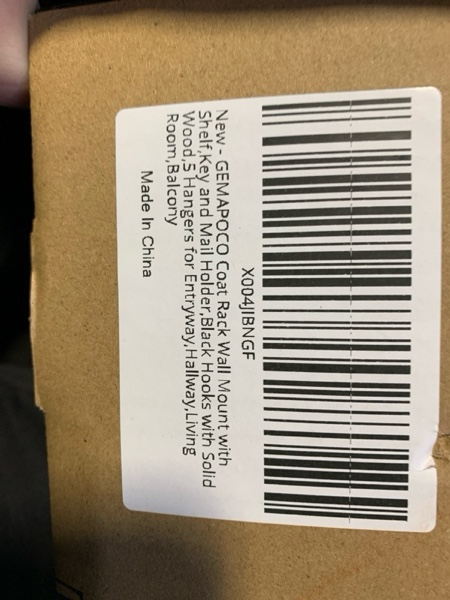 X004JIBNGF
New - GEMAPOCO Coat Rack Wall Mount with
Shelf,Key and Mail Holder,Black Hooks with Solid
Wood,5 Hangers for Entryway,Hallway,Living
Room,Balcony
Made In China